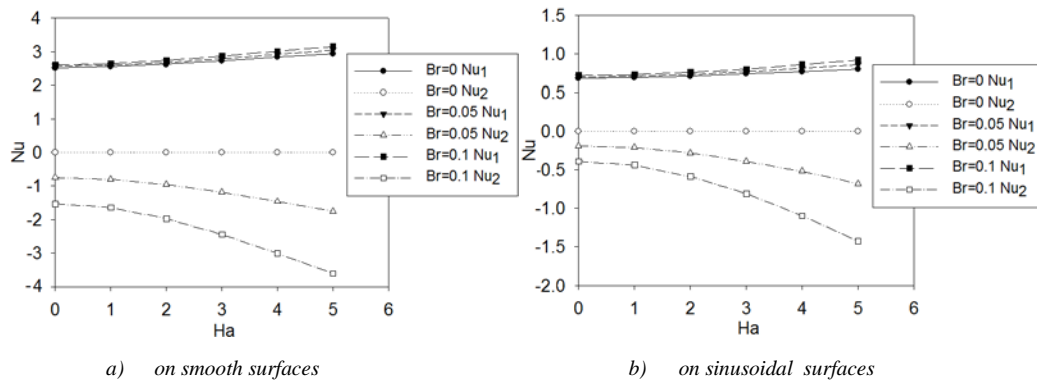 4
3
2
1
0
-1
-2
-3
-4
Nu
0 1 2 3 4 5 6
Ha
Br=0 Nu1
Br=0 Nu2
Br=0.05 Nu1
Br=0.05 Nu2
Br=0.1 Nu1
Br=0.1 Nu2
a) on smooth surfaces
1.5
1.0
0.5
0.0
-0.5
-1.0
-1.5
-2.0
Nu
0 1 2 3 4 5 6
Ha
Br=0 Nu1
Br=0 Nu2
Br=0.05 Nu1
Br=0.05 Nu2
Br=0.1 Nu1
Br=0.1 Nu2
b) on sinusoidal surfaces